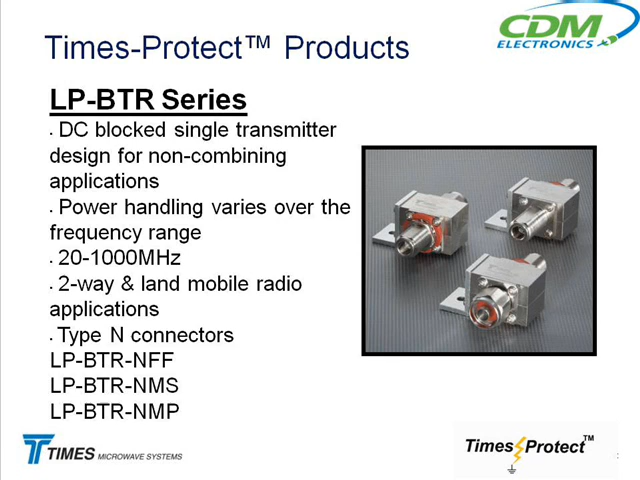 Times-Protect™ Products
CDM
ELECTRONICS
LP-BTR Series
· DC blocked single transmitter
design for non-combining
applications
· Power handling varies over the
frequency range
· 20-1000MHz
· 2-way & land mobile radio
applications
· Type N connectors
LP-BTR-NFF
LP-BTR-NMS
LP-BTR-NMP
TIMES MICROWAVE SYSTEMS
Times Protect™